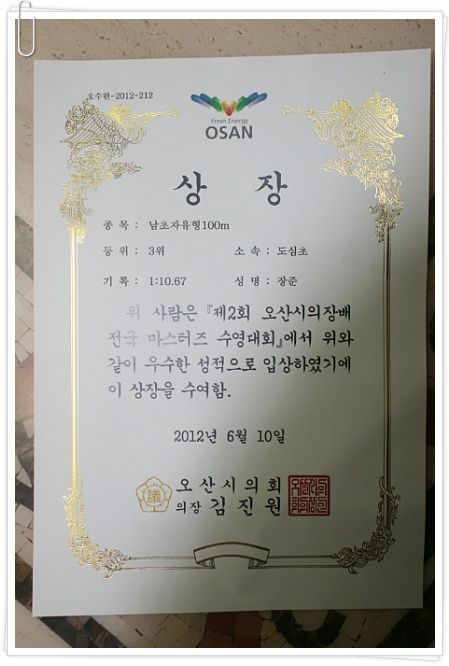 오수련-2012-212
Fresh Energy
OSAN
상 장
종 목 : 남초자유형100m
등 위 : 3위 소 속 : 도심초
기 록 : 1:10.67 성 명 : 장준
위 사람은 『제2회 오산시의장배
전국 마스터즈 수영대회』에서 위와
같이 우수한 성적으로 입상하였기에
이 상장을 수여함.
2012년 6월 10일
議
오산시의회
의장 김진원